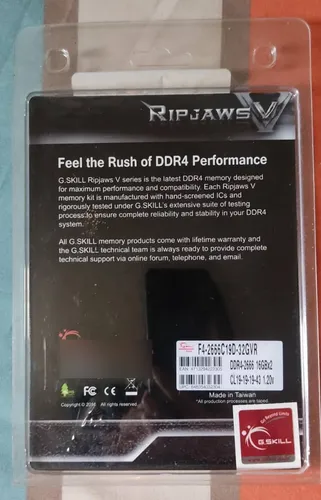 RIPJAWS V
Feel the Rush of DDR4 Performance
G.SKILL Ripjaws V series is the latest DDR4 memory designed
for maximum performance and compatibility. Each Ripjaws V
memory kit is manufactured with hand-screened ICs and
rigorously tested under G.SKILL's extensive suite of testing
process to ensure complete reliability and stability in your DDR4
system.
All G.SKILL memory products come with lifetime warranty and
the G.SKILL technical team is always ready to provide complete
technical support via online forum, telephone, and email.
F4-2666C19D-32GVR
DDR4-2666 16GBx2
CL19-19-19-43 1.20v
Made in Taiwan
*All production processes are taiwan
CE
Copyright © All rights reserved.
G.SKILL